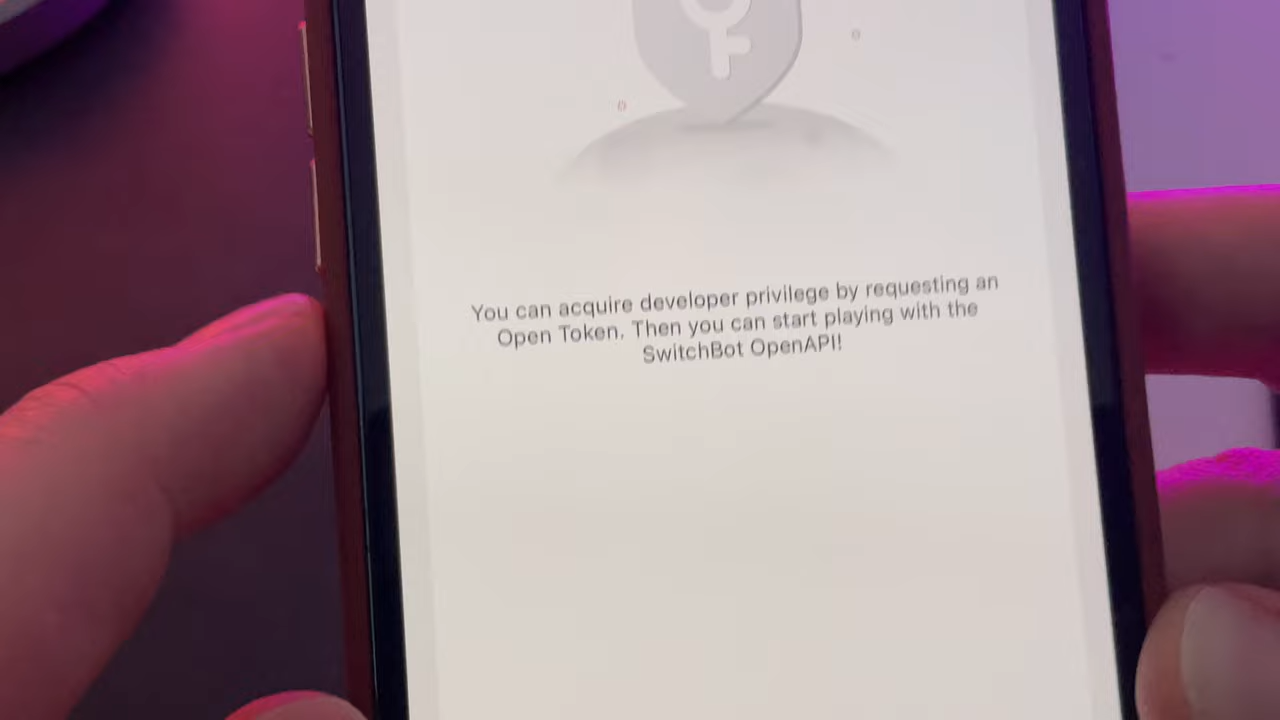 You can acquire developer privilege by requesting an
Open Token. Then you can start playing with the
SwitchBot OpenAPI!